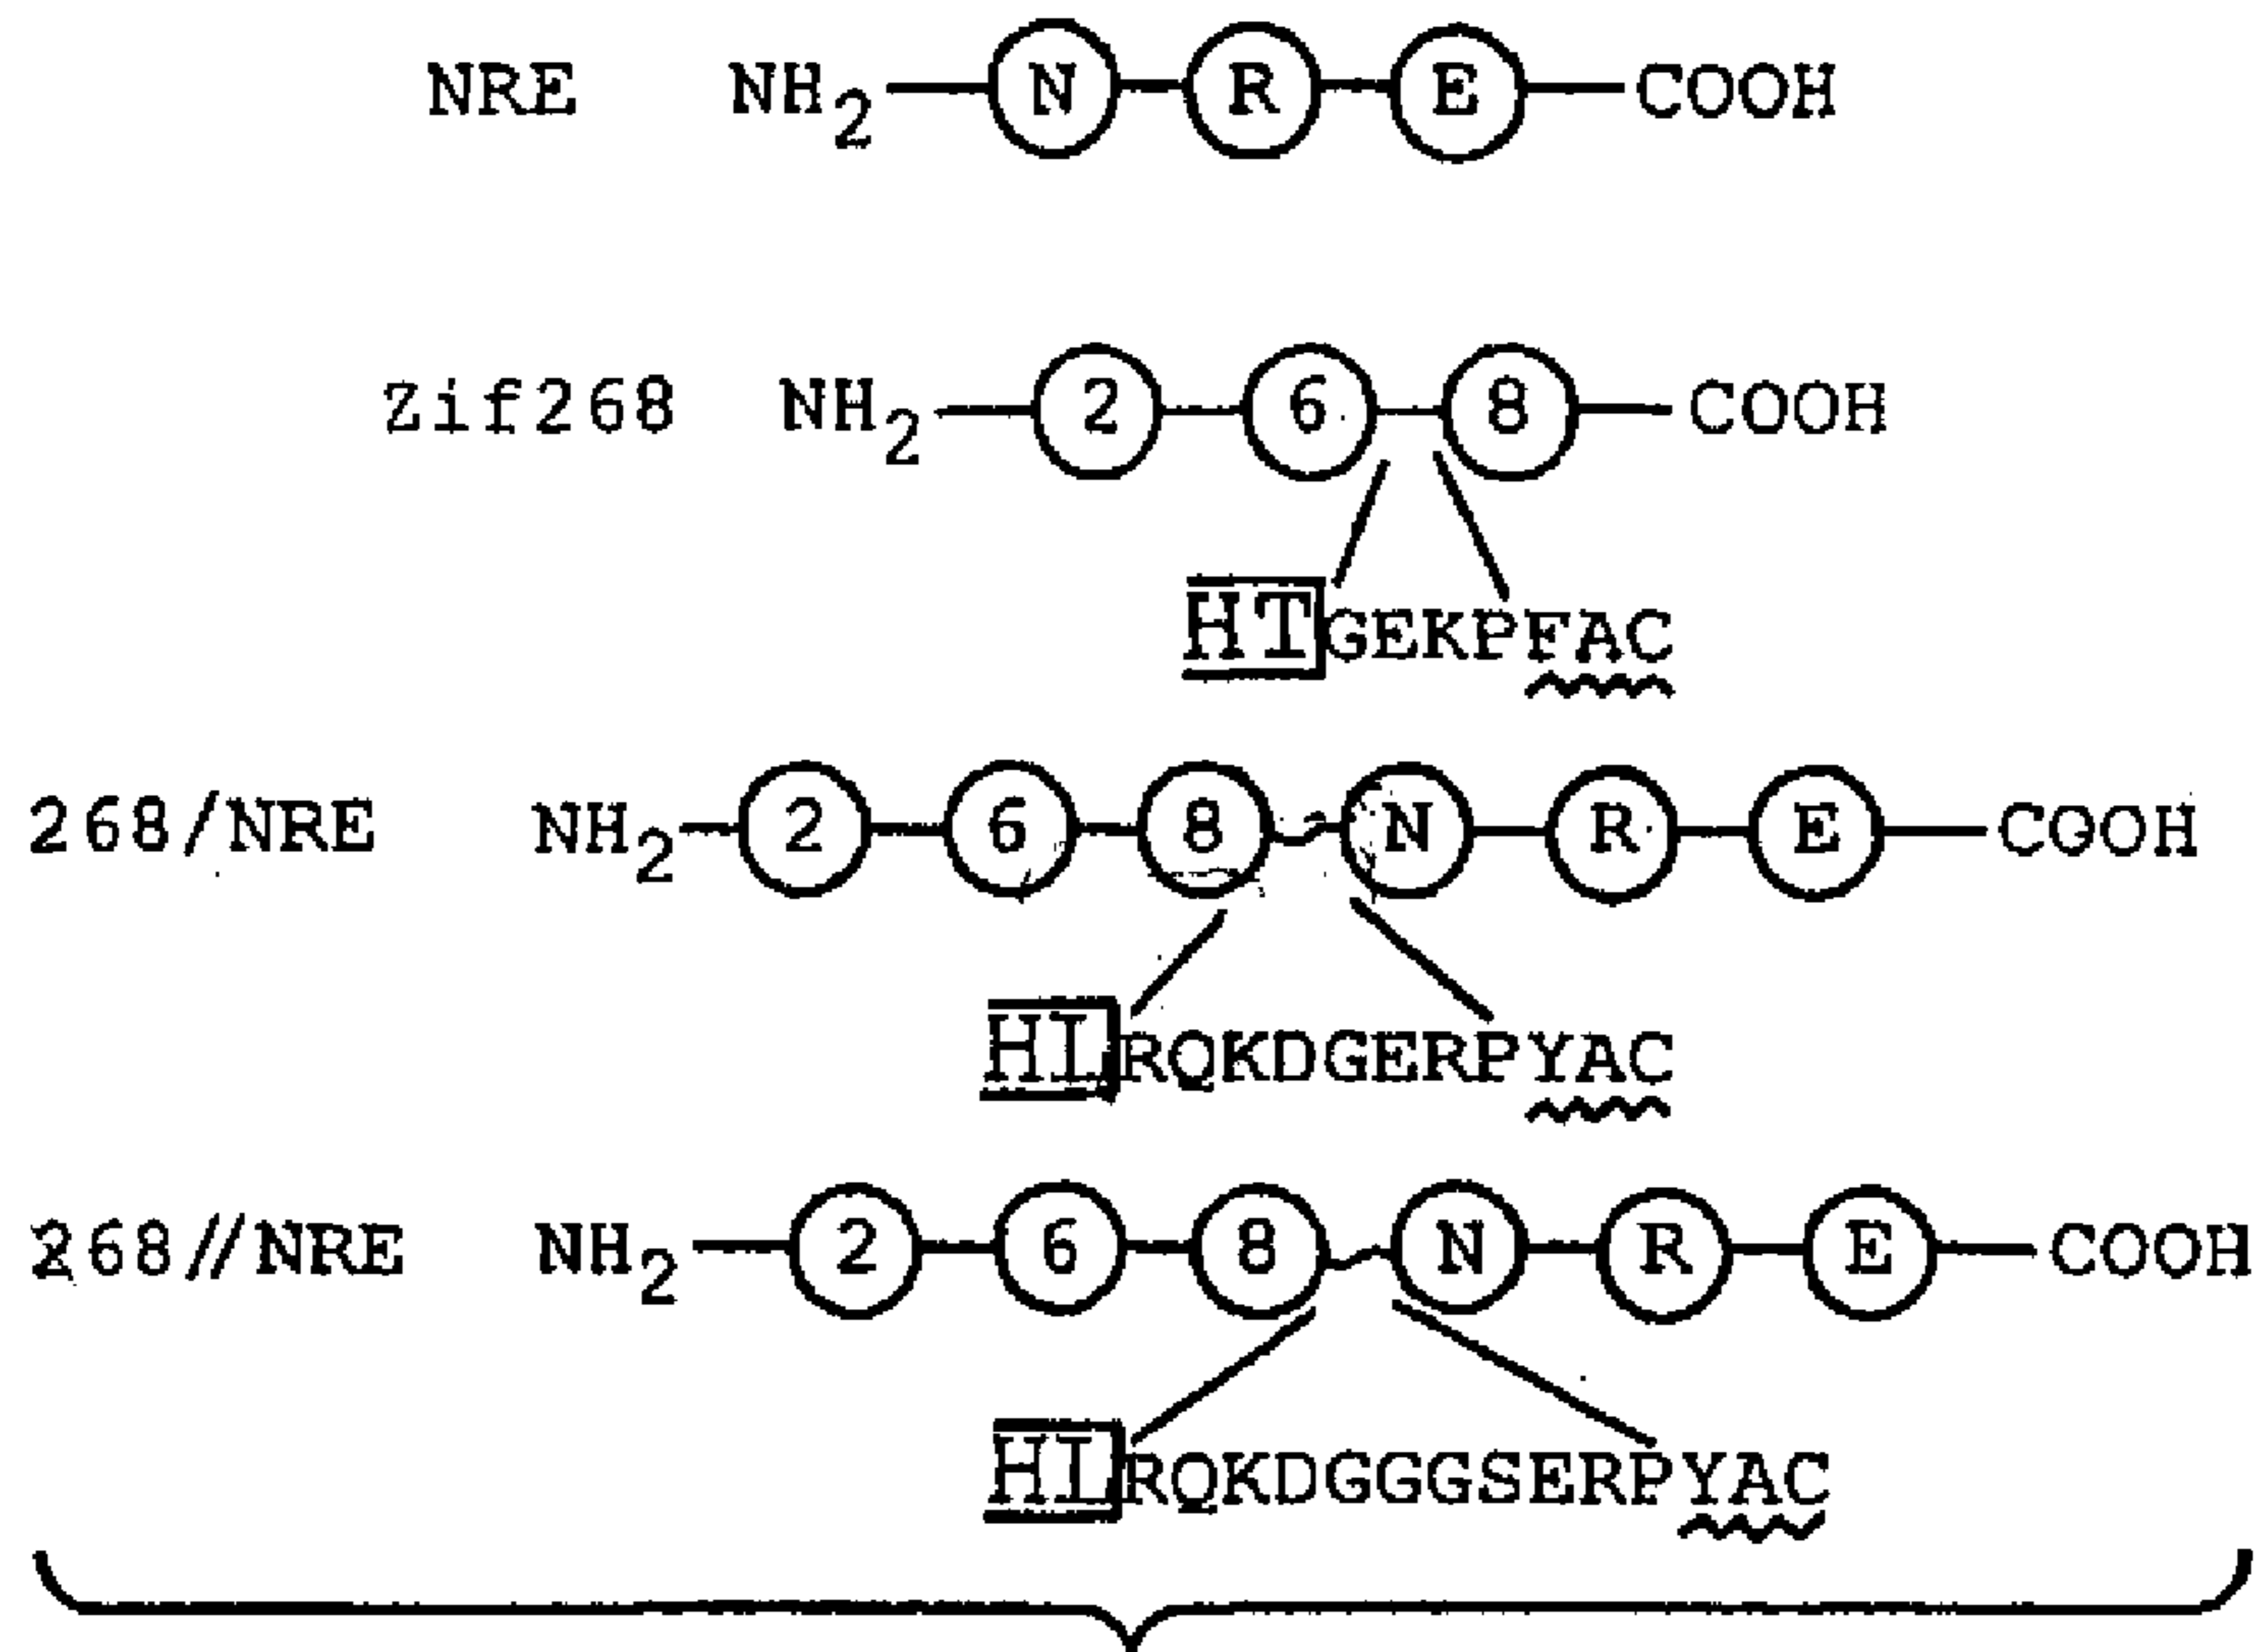 NRE NH2 N R E COOH
Zif268 NH2 2 6 8 COOH
HTGEKPFAC
268/NRE NH2 2 6 8 N R E CGOH
HLRQKDGERPYAC
268//NRE NH2 2 6 8 N R E COOH
HLRQKDGGGSERPYAC